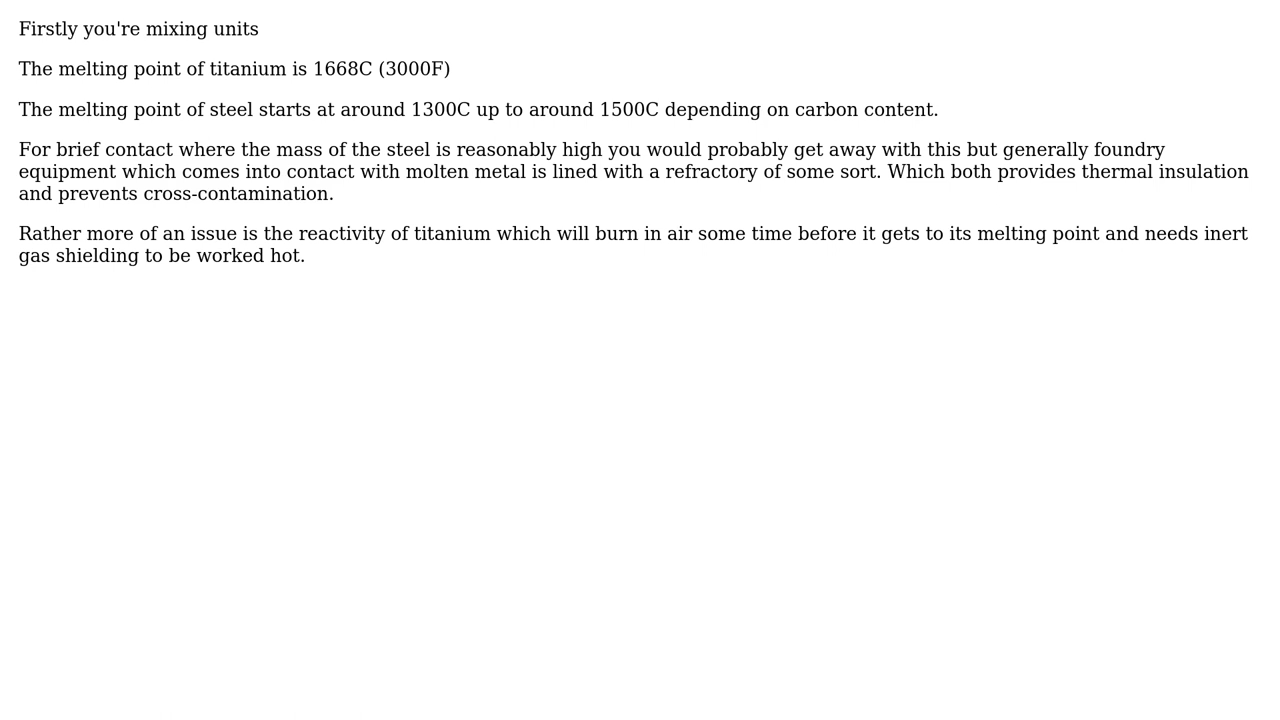 Firstly you're mixing units
The melting point of titanium is 1668C (3000F)
The melting point of steel starts at around 1300C up to around 1500C depending on carbon content.
For brief contact where the mass of the steel is reasonably high you would probably get away with this but generally foundry
equipment which comes into contact with molten metal is lined with a refractory of some sort. Which both provides thermal insulation
and prevents cross-contamination.
Rather more of an issue is the reactivity of titanium which will burn in air some time before it gets to its melting point and needs inert
gas shielding to be worked hot.